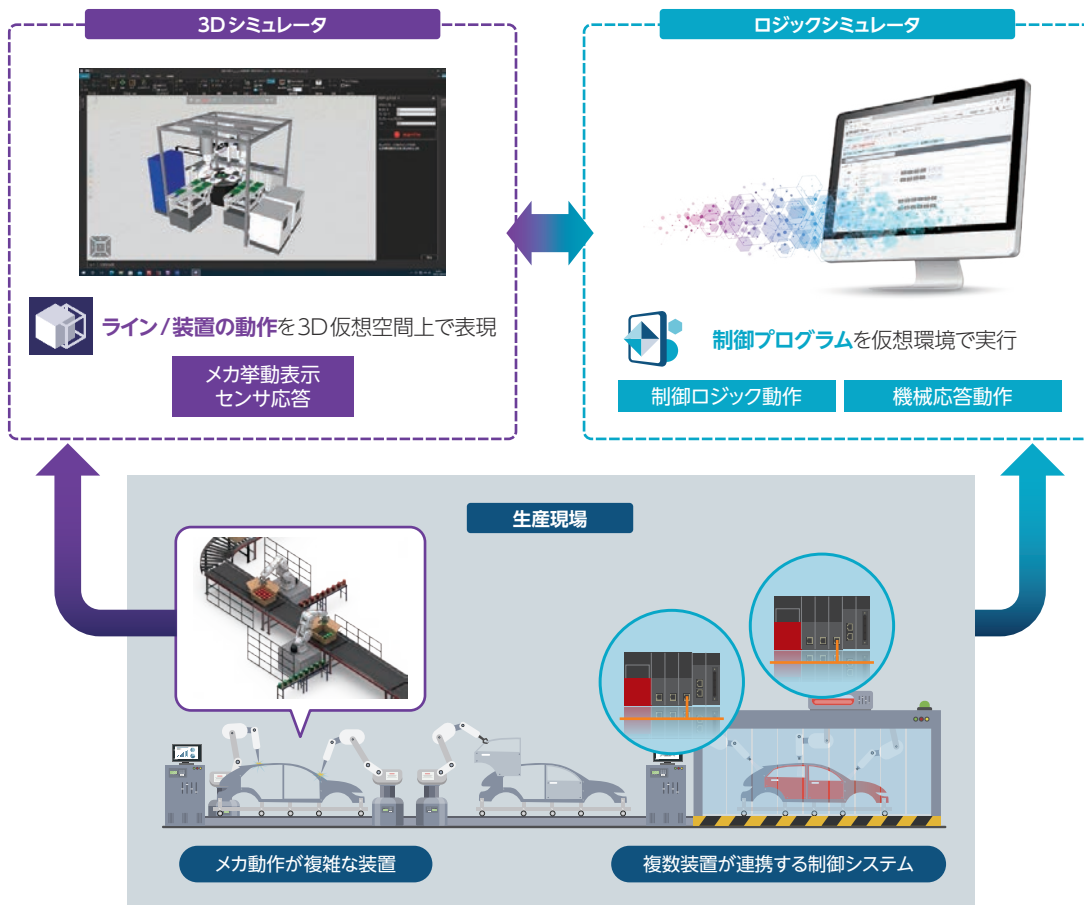 3Dシミュレータ
ライン/装置の動作を3D仮想空間上で表現
メカ挙動表示
センサ応答
ロジックシミュレータ
制御プログラムを仮想環境で実行
制御ロジック動作
機械応答動作
生産現場
メカ動作が複雑な装置
複数装置が連携する制御システム